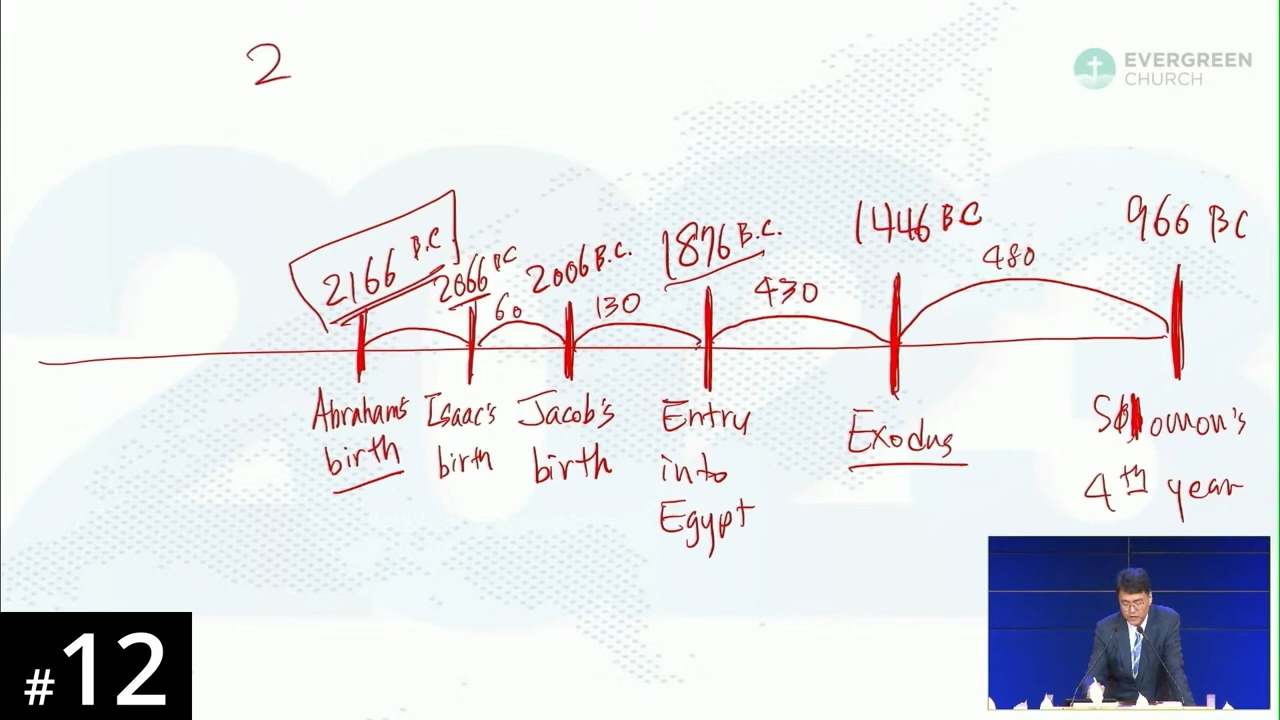 2
EVERGREEN
CHURCH
2166 B.C
2066 BC
2006 B.C.
1876 B.C.
1446 BC
966 BC
60
130
430
480
Abraham's
birth
Isaac's
birth
Jacob's
birth
Entry
into
Egypt
Exodus
Solomon's
4th year
#12